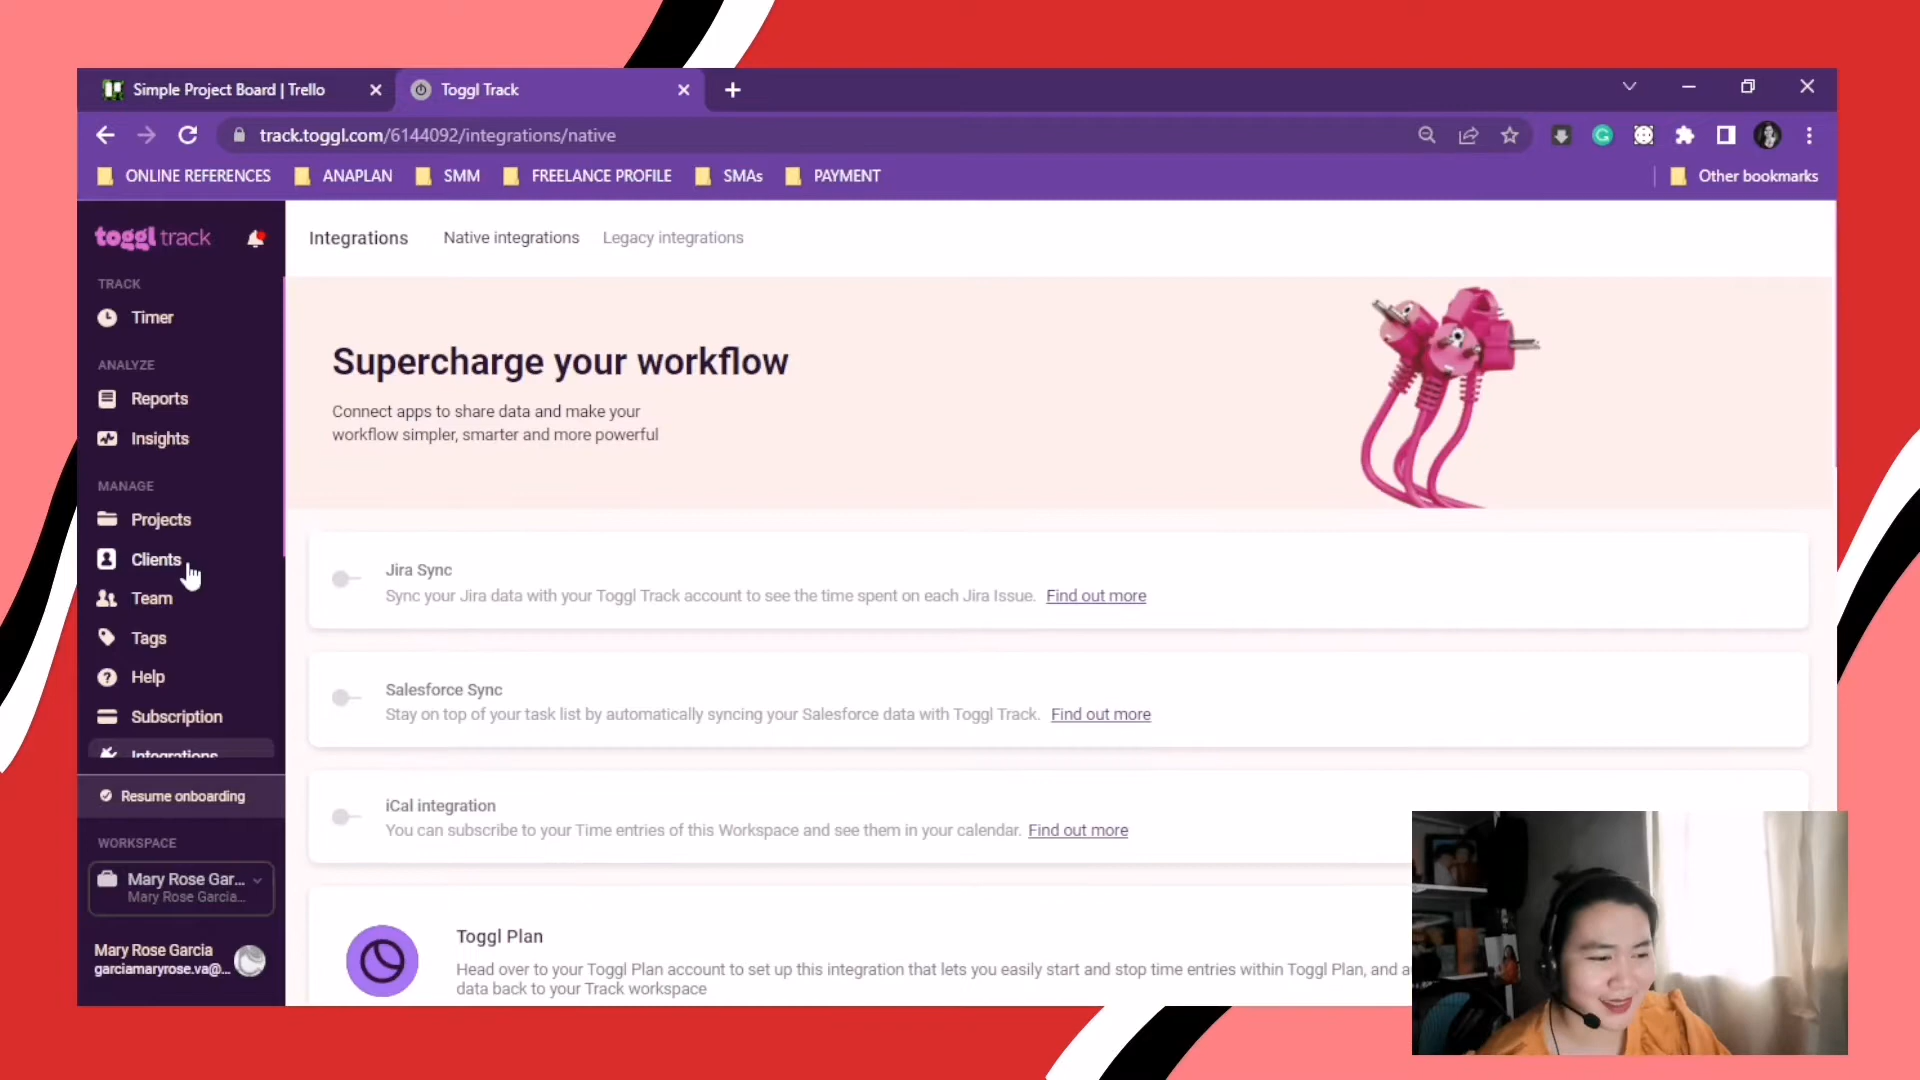 Simple Project Board | Trello
Toggl Track
track.toggl.com/6144092/integrations/native
ONLINE REFERENCES
ANAPLAN
SMM
FREELANCE PROFILE
SMAs
PAYMENT
Other bookmarks
toggl track
TRACK
Timer
ANALYZE
Reports
Insights
MANAGE
Projects
Clients
Team
Tags
Help
Subscription
Integrations
Resume onboarding
WORKSPACE
Mary Rose Gar...
Mary Rose Garcia...
Mary Rose Garcia
garciamaryrose.va@...
Integrations
Native integrations
Legacy integrations
Supercharge your workflow
Connect apps to share data and make your
workflow simpler, smarter and more powerful
Jira Sync
Sync your Jira data with your Toggl Track account to see the time spent on each Jira Issue. Find out more
Salesforce Sync
Stay on top of your task list by automatically syncing your Salesforce data with Toggl Track. Find out more
iCal integration
You can subscribe to your Time entries of this Workspace and see them in your calendar. Find out more
Toggl Plan
Head over to your Toggl Plan account to set up this integration that lets you easily start and stop time entries within Toggl Plan, and
data back to your Track workspace